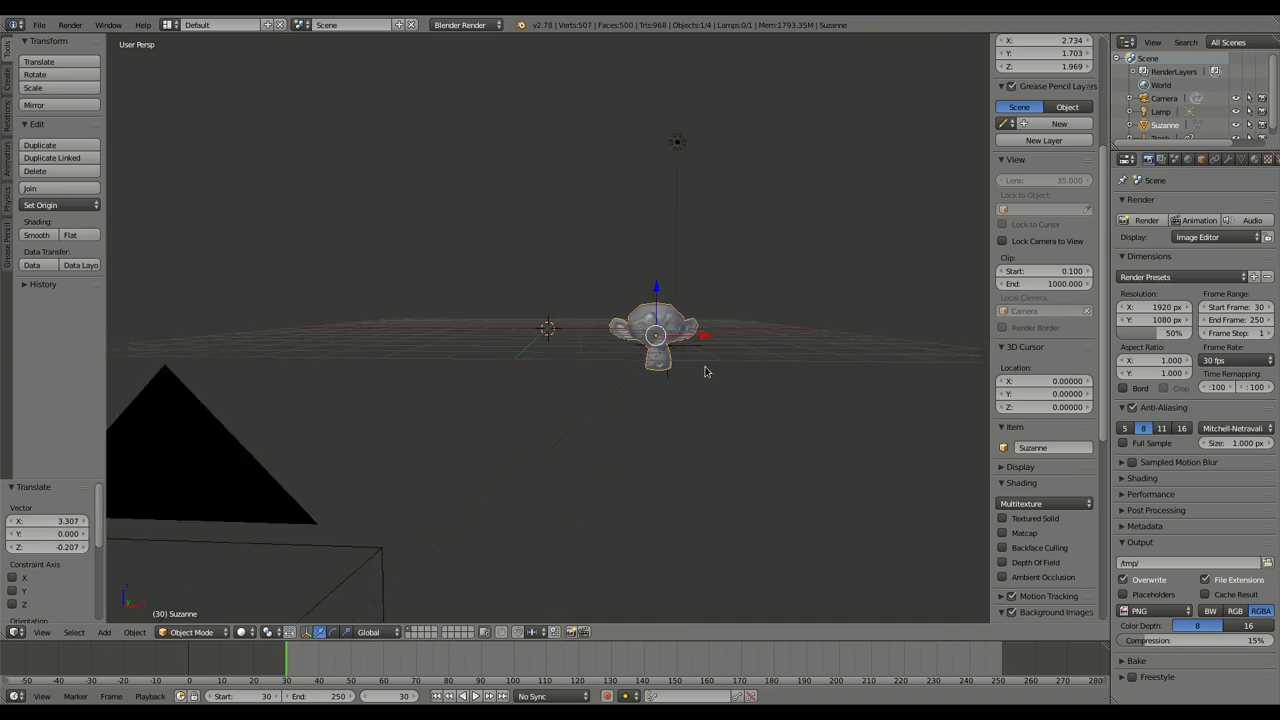 File Render Window Help Default Scene Blender Render v2.78 | Verts:507 | Faces:500 | Tris:968 | Objects:1/4 | Lamps:0/1 | Mem:1793.35M | Suzanne
Tools
Create
Relations
Animation
Physics
Grease Pencil
Transform
Translate
Rotate
Scale
Mirror
Edit
Duplicate
Duplicate Linked
Delete
Join
Set Origin
Shading:
Smooth Flat
Data Transfer:
Data Data Layo
History
Translate
Vector
X: 3.307
Y: 0.000
Z: -0.207
Constraint Axis
X
Y
Z
Orientation
User Persp
(30) Suzanne
X: 2.734
Y: 1.703
Z: 1.969
Grease Pencil Layers
Scene Object
New
New Layer
View
Lens: 35.000
Lock to Object:
Lock to Cursor
Lock Camera to View
Clip:
Start: 0.100
End: 1000.000
Local Camera:
Camera
Render Border
3D Cursor
Location:
X: 0.00000
Y: 0.00000
Z: 0.00000
Item
Suzanne
Display
Shading
Multitexture
Textured Solid
Matcap
Backface Culling
Depth Of Field
Ambient Occlusion
Motion Tracking
Background Images
View Search All Scenes
Scene
RenderLayers
World
Camera
Lamp
Suzanne
Scene
Render
Render Animation Audio
Display: Image Editor
Dimensions
Render Presets
Resolution: Frame Range:
X: 1920 px Start Frame: 30
Y: 1080 px End Frame: 250
50% Frame Step: 1
Aspect Ratio: Frame Rate:
X: 1.000 30 fps
Y: 1.000 Time Remapping:
Bord Crop :100 : 100
Anti-Aliasing
5 8 11 16 Mitchell-Netravali
Full Sample Size: 1.000 px
Sampled Motion Blur
Shading
Performance
Post Processing
Metadata
Output
/tmp/
Overwrite File Extensions
Placeholders Cache Result
PNG BW RGB RGBA
Color Depth: 8 16
Compression: 15%
Bake
Freestyle
View Select Add Object Object Mode Global
-50 -40 -30 -20 -10 0 10 20 30 40 50 60 70 80 90 100 110 120 130 140 150 160 170 180 190 200 210 220 230 240 250 260 270 280
View Marker Frame Playback Start: 30 End: 250 30 No Sync